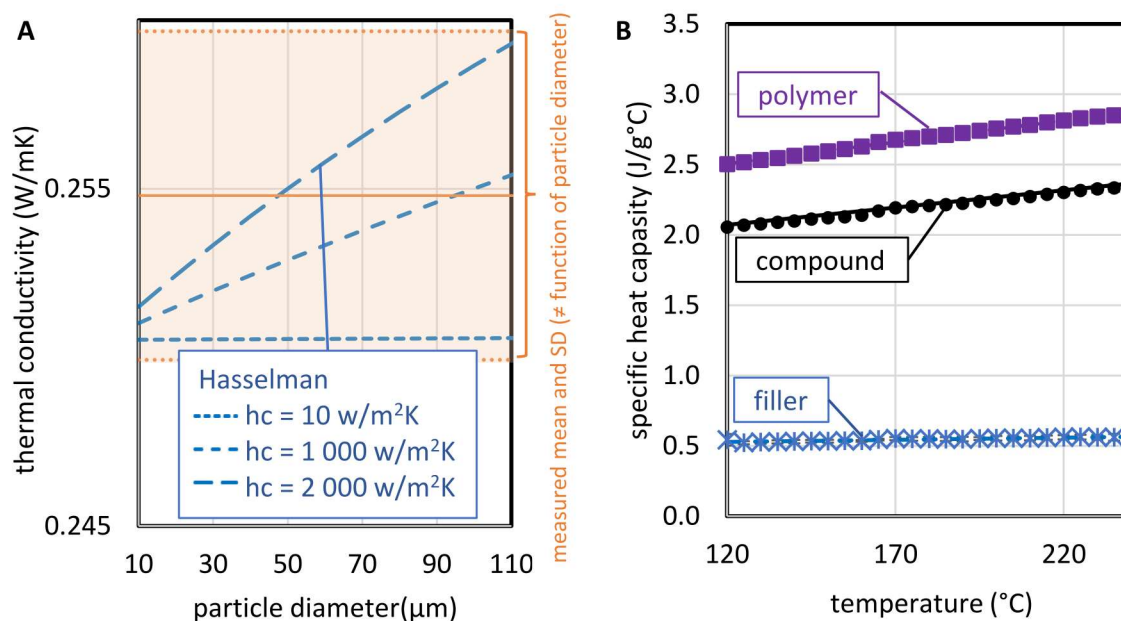 A
thermal conductivity (W/mK)
0.255
0.245
Hasselman
hc = 10 w/m²K
hc = 1 000 w/m²K
hc = 2 000 w/m²K
10 30 50 70 90 110
particle diameter(µm)
measured mean and SD (≠ function of particle diameter)
B
specific heat capasity (J/g°C)
3.5
3.0
2.5
2.0
1.5
1.0
0.5
0.0
polymer
compound
filler
120 170 220
temperature (°C)